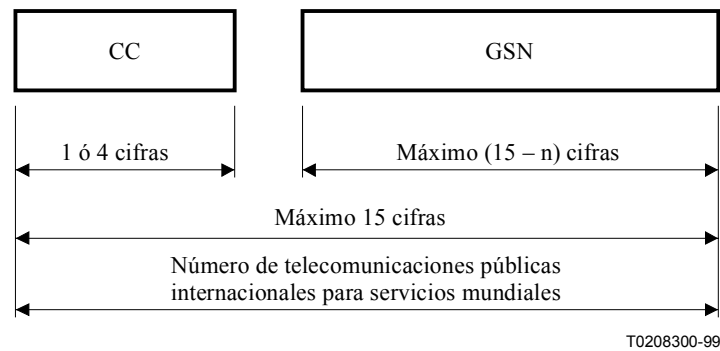 CC
GSN
1 ó 4 cifras
Máximo (15 – n) cifras
Máximo 15 cifras
Número de telecomunicaciones públicas
internacionales para servicios mundiales
T0208300-99